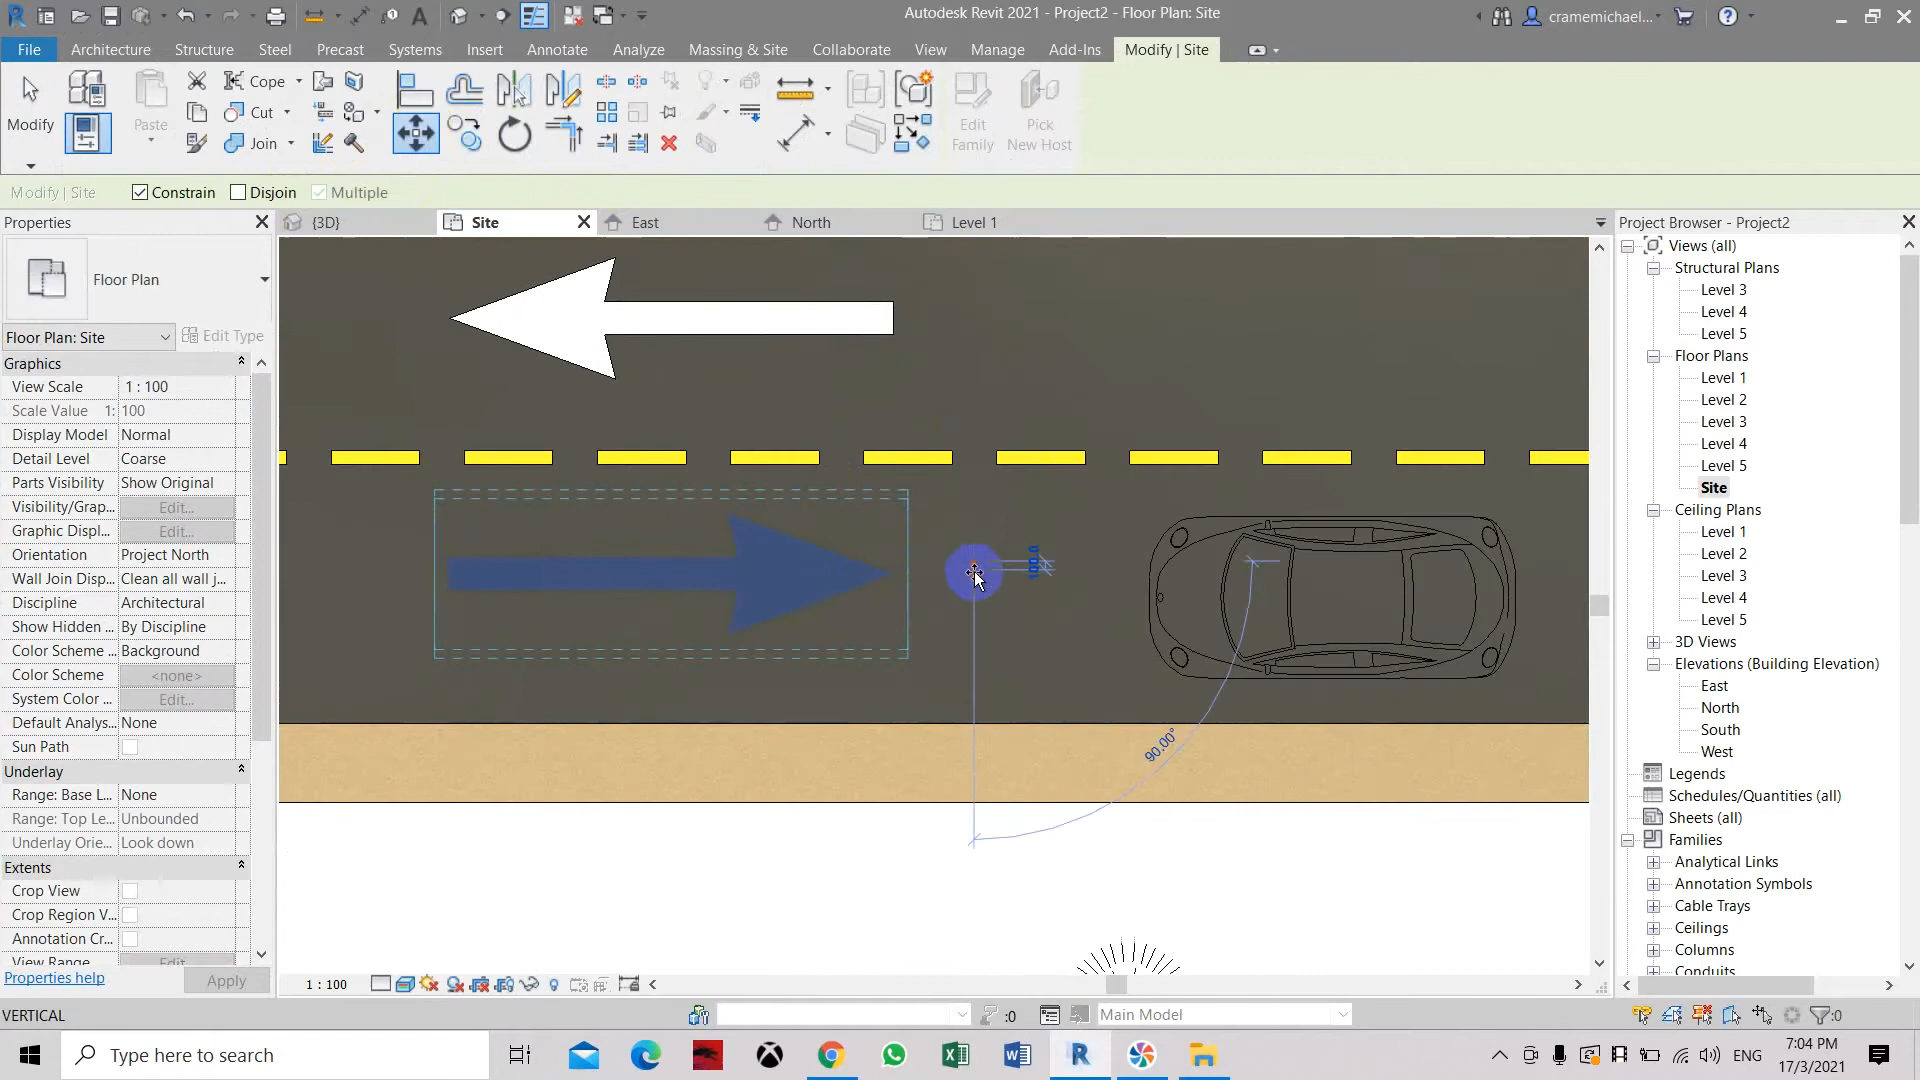 Autodesk Revit 2021 - Project2 - Floor Plan: Site
cramemichael...
File
Architecture
Structure
Steel
Precast
Systems
Insert
Annotate
Analyze
Massing & Site
Collaborate
View
Manage
Add-Ins
Modify | Site
Modify
Paste
Cope
Cut
Join
Edit
Family
Pick
New Host
Modify | Site
Constrain
Disjoin
Multiple
Properties
{3D}
Site
East
North
Level 1
Floor Plan
Floor Plan: Site
Edit Type
Graphics
View Scale 1 : 100
Scale Value 1: 100
Display Model Normal
Detail Level Coarse
Parts Visibility Show Original
Visibility/Grap... Edit...
Graphic Displ... Edit...
Orientation Project North
Wall Join Disp... Clean all wall j...
Discipline Architectural
Show Hidden ... By Discipline
Color Scheme ... Background
Color Scheme <none>
System Color ... Edit...
Default Analys... None
Sun Path
Underlay
Range: Base L... None
Range: Top Le... Unbounded
Underlay Orie... Look down
Extents
Crop View
Crop Region V...
Annotation Cr...
View Range Edit...
Properties help
Apply
90.00°
1 : 100
Project Browser - Project2
Views (all)
Structural Plans
Level 3
Level 4
Level 5
Floor Plans
Level 1
Level 2
Level 3
Level 4
Level 5
Site
Ceiling Plans
Level 1
Level 2
Level 3
Level 4
Level 5
3D Views
Elevations (Building Elevation)
East
North
South
West
Legends
Schedules/Quantities (all)
Sheets (all)
Families
Analytical Links
Annotation Symbols
Cable Trays
Ceilings
Columns
Conduits
VERTICAL
:0
Main Model
:0
Type here to search
ENG
7:04 PM
17/3/2021